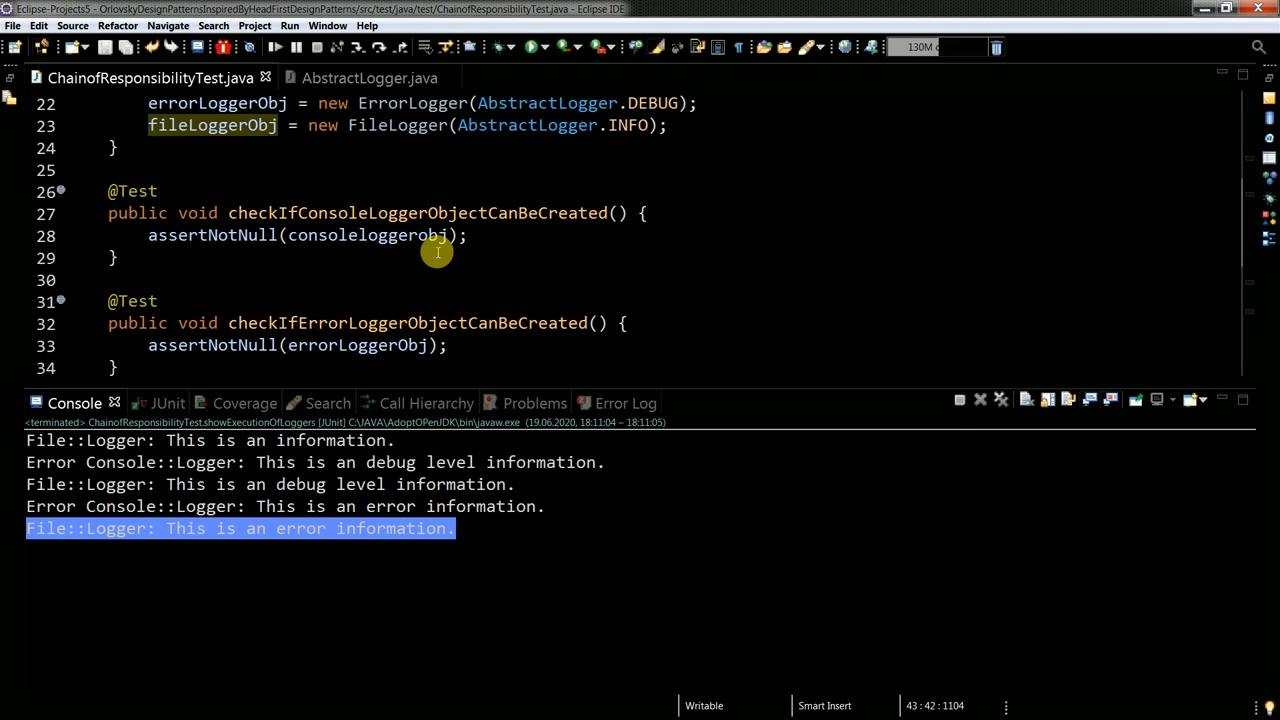 Eclipse-Projects5 - OrlovskyDesignPatternsInspiredByHeadFirstDesignPatterns/src/test/java/test/ChainofResponsibilityTest.java - Eclipse IDE
File Edit Source Refactor Navigate Search Project Run Window Help
130M
ChainofResponsibilityTest.java AbstractLogger.java
22 errorLoggerObj = new ErrorLogger(AbstractLogger.DEBUG);
23 fileLoggerObj = new FileLogger(AbstractLogger.INFO);
24 }
25
26 @Test
27 public void checkIfConsoleLoggerObjectCanBeCreated() {
28 assertNotNull(consoleloggerobj);
29 }
30
31 @Test
32 public void checkIfErrorLoggerObjectCanBeCreated() {
33 assertNotNull(errorLoggerObj);
34 }
Console JUnit Coverage Search Call Hierarchy Problems Error Log
<terminated> ChainofResponsibilityTest.showExecutionOfLoggers [JUnit] C:\JAVA\AdoptOPenJDK\bin\javaw.exe (19.06.2020, 18:11:04 – 18:11:05)
File::Logger: This is an information.
Error Console::Logger: This is an debug level information.
File::Logger: This is an debug level information.
Error Console::Logger: This is an error information.
File::Logger: This is an error information.
Writable Smart Insert 43 : 42 : 1104